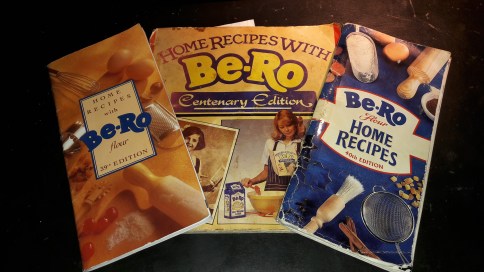 HOME
RECIPES
with
Be-Ro
flour
39th EDITION
HOME RECIPES WITH
Be-Ro
Centenary Edition
Be-Ro
Flour
HOME
RECIPES
40th EDITION